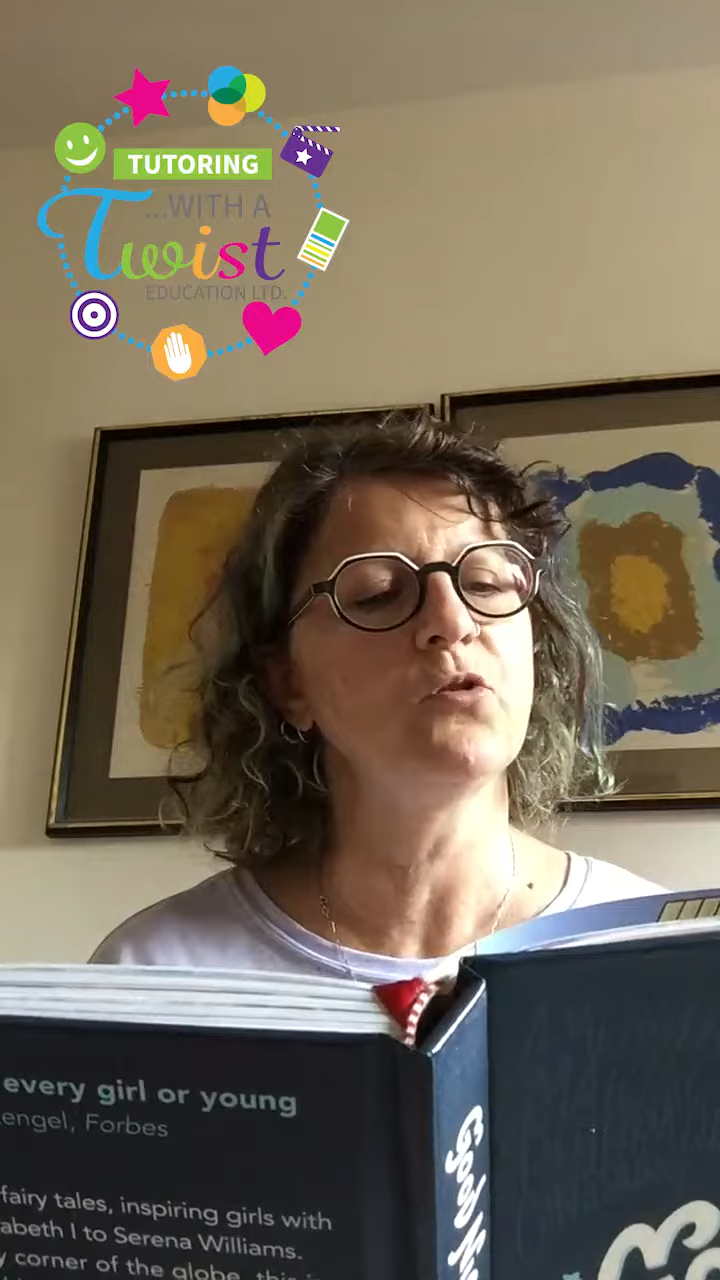 TUTORING
...WITH A
Twist
EDUCATION LTD.
every girl or young
engel, Forbes
fairy tales, inspiring girls with
abeth I to Serena Williams.
corner of the globe, this
Good